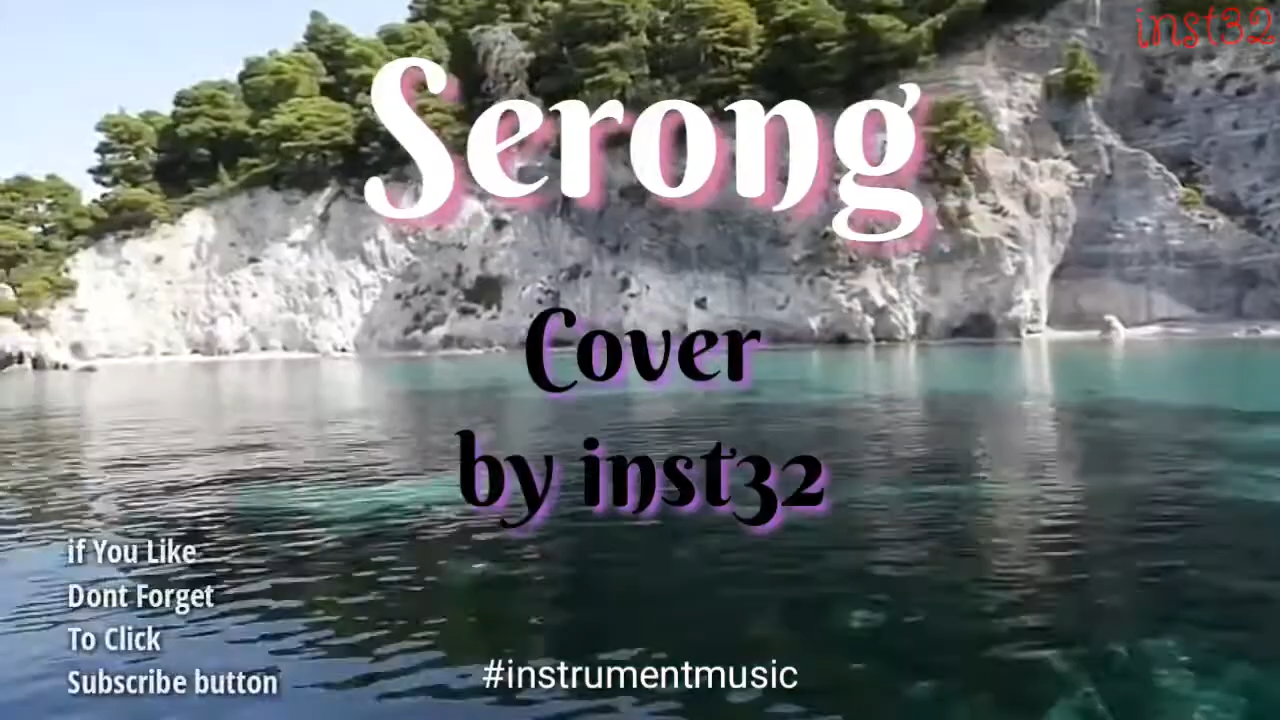 inst32
Serong
Cover
by inst32
if You Like
Dont Forget
To Click
Subscribe button
#instrumentmusic